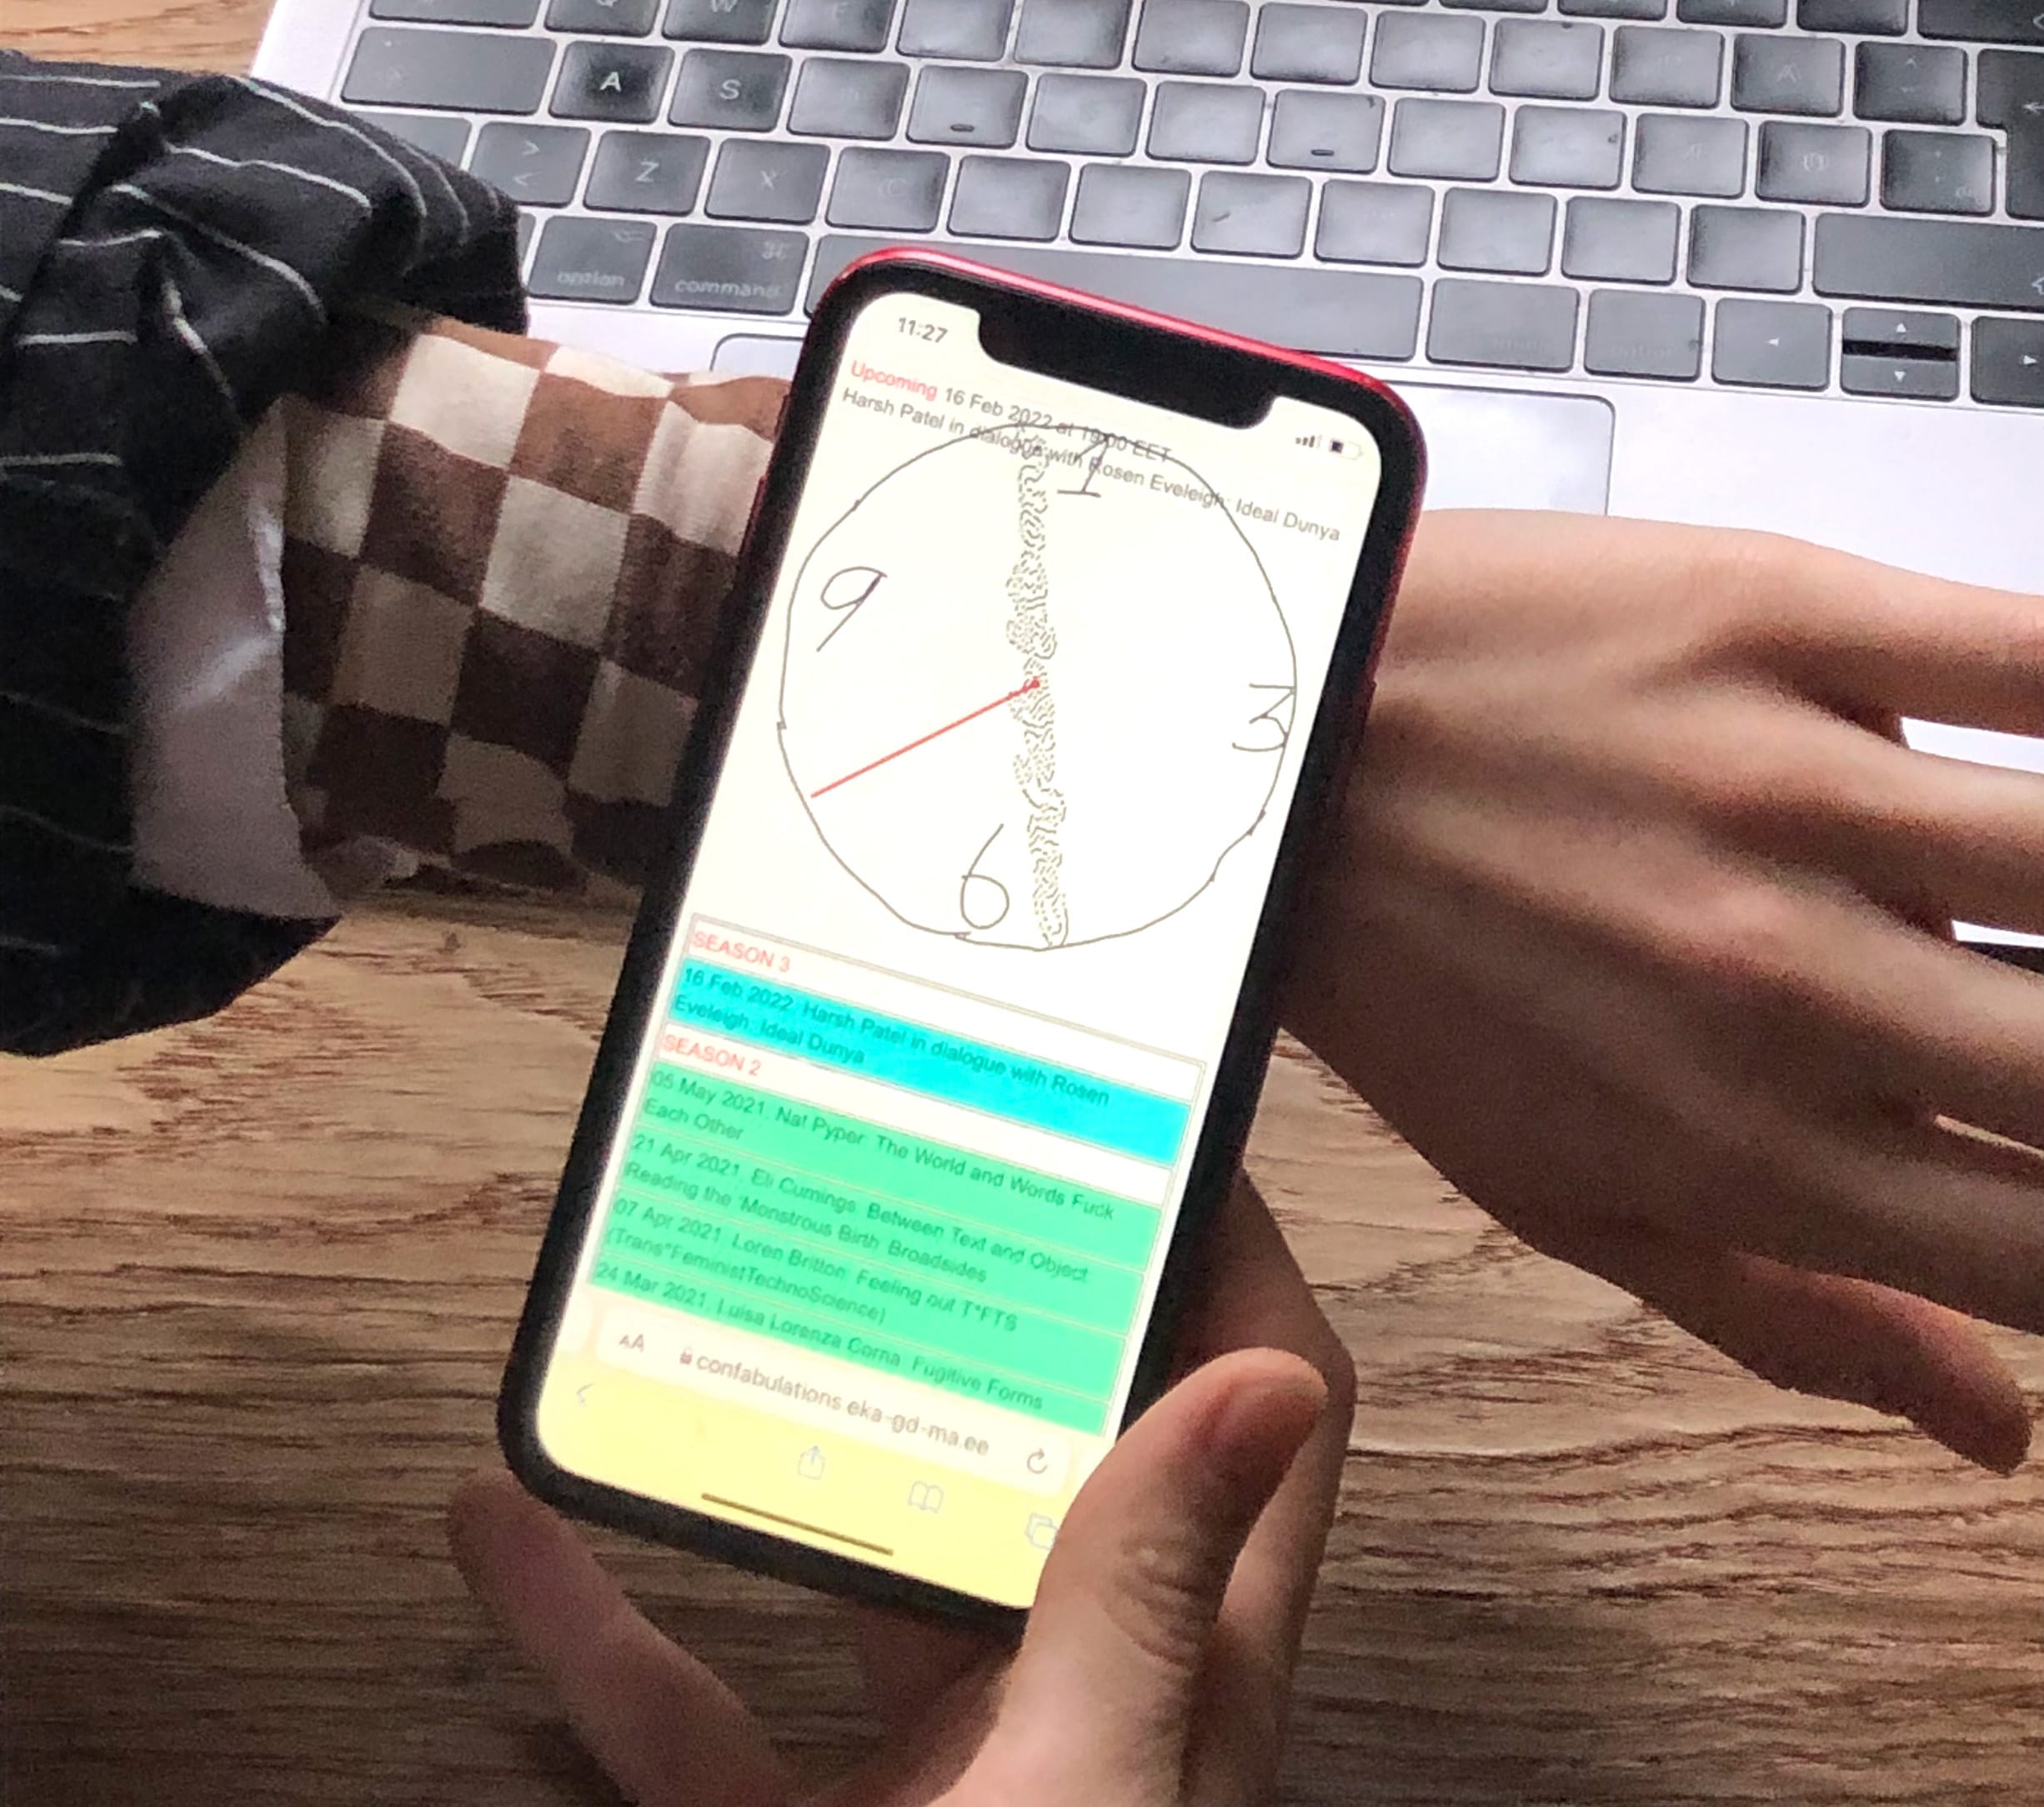 A S
> <
Z X C
option command
11:27
Upcoming 16 Feb 2022 at 19:00 EET
Harsh Patel in dialogue with Rosen Eveleigh: Ideal Dunya
1
9
3
6
SEASON 3
16 Feb 2022. Harsh Patel in dialogue with Rosen
Eveleigh: Ideal Dunya
SEASON 2
05 May 2021. Nat Pyper: The World and Words Fuck
Each Other
21 Apr 2021. Eli Cumings: Between Text and Object:
Reading the 'Monstrous Birth' Broadsides
07 Apr 2021. Loren Britton: Feeling out T*FTS
(Trans*FeministTechnoScience)
24 Mar 2021. Luisa Lorenza Corna: Fugitive Forms
AA confabulations.eka-gd-ma.ee